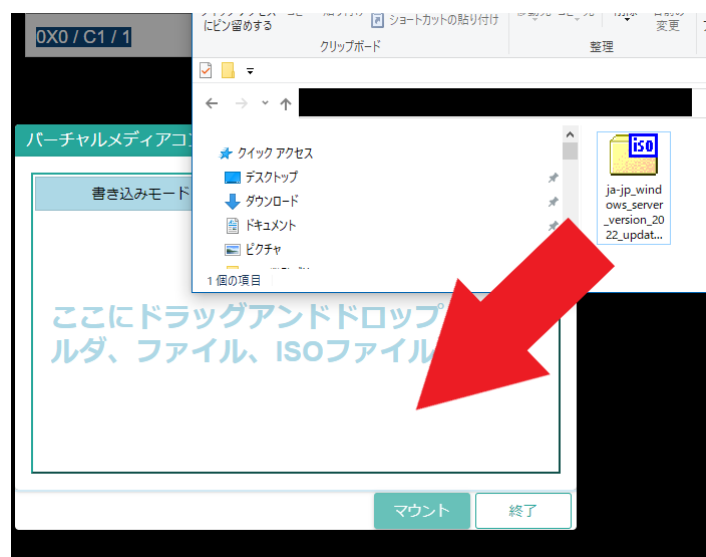 0X0 / C1 / 1
にピン留めする
ショートカットの貼り付け
変更
クリップボード
整理
バーチャルメディアコ
書き込みモード
クイック アクセス
デスクトップ
ダウンロード
ドキュメント
ピクチャ
1 個の項目
iso
ja-jp_wind
ows_server
_version_20
22_updat...
ここにドラッグアンドドロップ
ルダ、ファイル、ISOファイル
マウント
終了